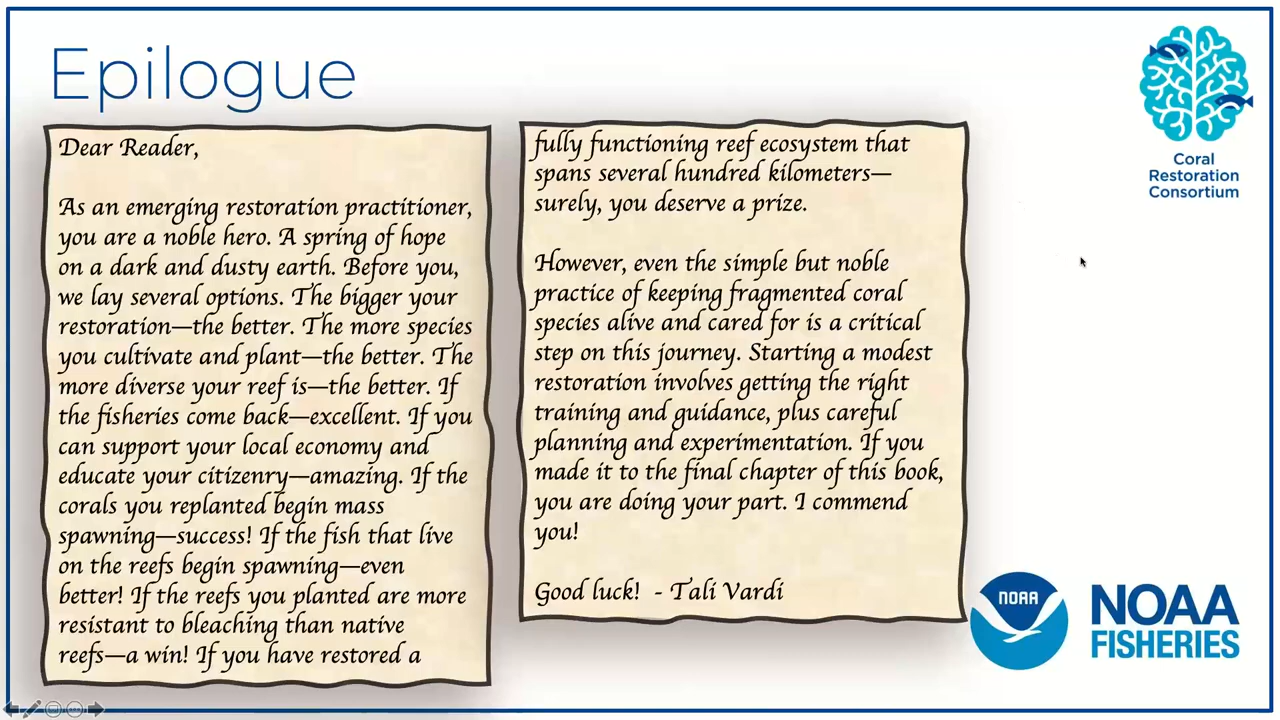 Epilogue
Dear Reader,
As an emerging restoration practitioner,
you are a noble hero. A spring of hope
on a dark and dusty earth. Before you,
we lay several options. The bigger your
restoration—the better. The more species
you cultivate and plant—the better. The
more diverse your reef is—the better. If
the fisheries come back—excellent. If you
can support your local economy and
educate your citizenry—amazing. If the
corals you replanted begin mass
spawning—success! If the fish that live
on the reefs begin spawning—even
better! If the reefs you planted are more
resistant to bleaching than native
reefs—a win! If you have restored a
fully functioning reef ecosystem that
spans several hundred kilometers—
surely, you deserve a prize.
However, even the simple but noble
practice of keeping fragmented coral
species alive and cared for is a critical
step on this journey. Starting a modest
restoration involves getting the right
training and guidance, plus careful
planning and experimentation. If you
made it to the final chapter of this book,
you are doing your part. I commend
you!
Good luck!  - Tali Vardi
Coral
Restoration
Consortium
NOAA
NOAA
FISHERIES